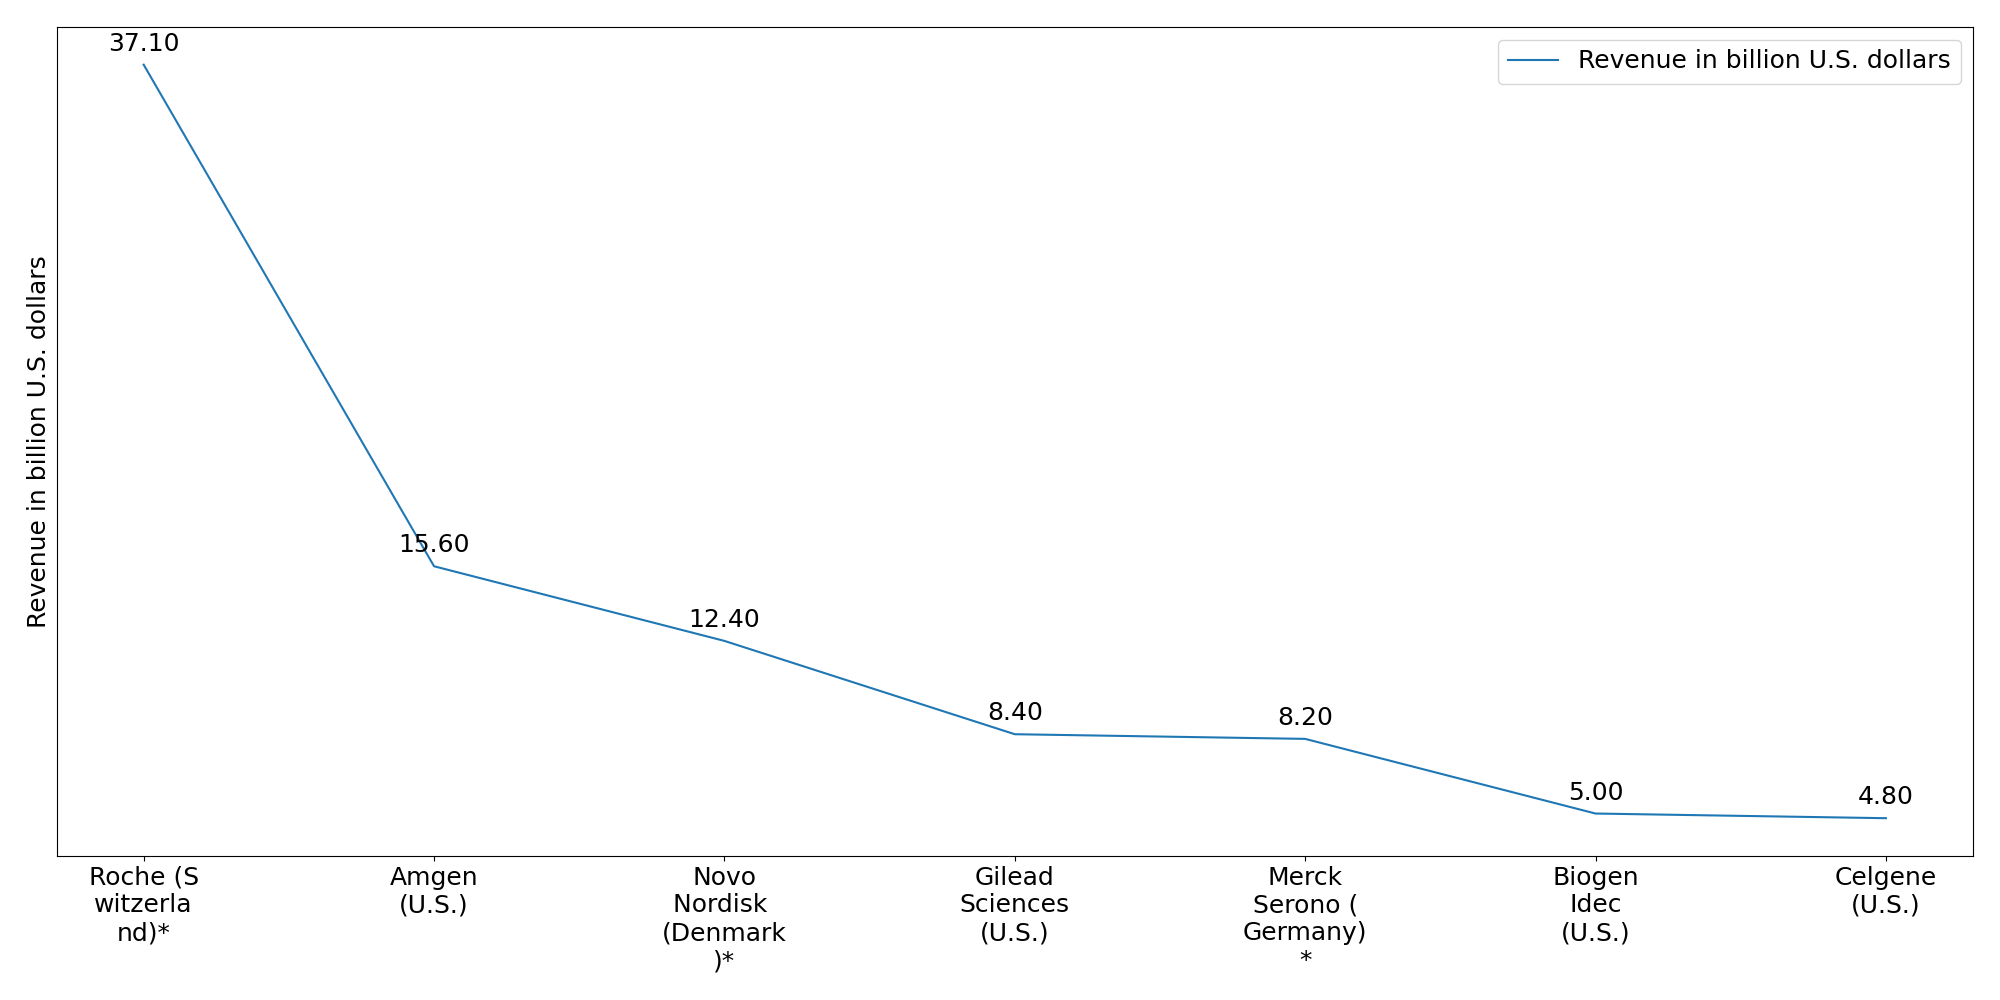 37.10
Revenue in billion U.S. dollars
Revenue in billion U.S. dollars
15.60
12.40
8.40
8.20
5.00
4.80
Roche (S
witzerla
nd)*
Amgen
(U.S.)
Novo
Nordisk
(Denmark
)*
Gilead
Sciences
(U.S.)
Merck
Serono (
Germany)
*
Biogen
Idec
(U.S.)
Celgene
(U.S.)